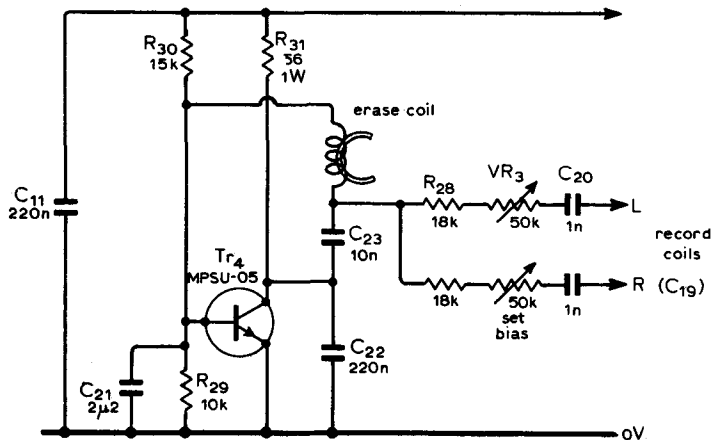 R30
15k
R31
56
1W
erase coil
C11
220n
R28
18k
VR3
50k
C20
1n
L
C23
10n
Tr4
MPSU-05
record
coils
R (C19)
18k
50k
set
bias
1n
C22
220n
C21
2µ2
R29
10k
oV